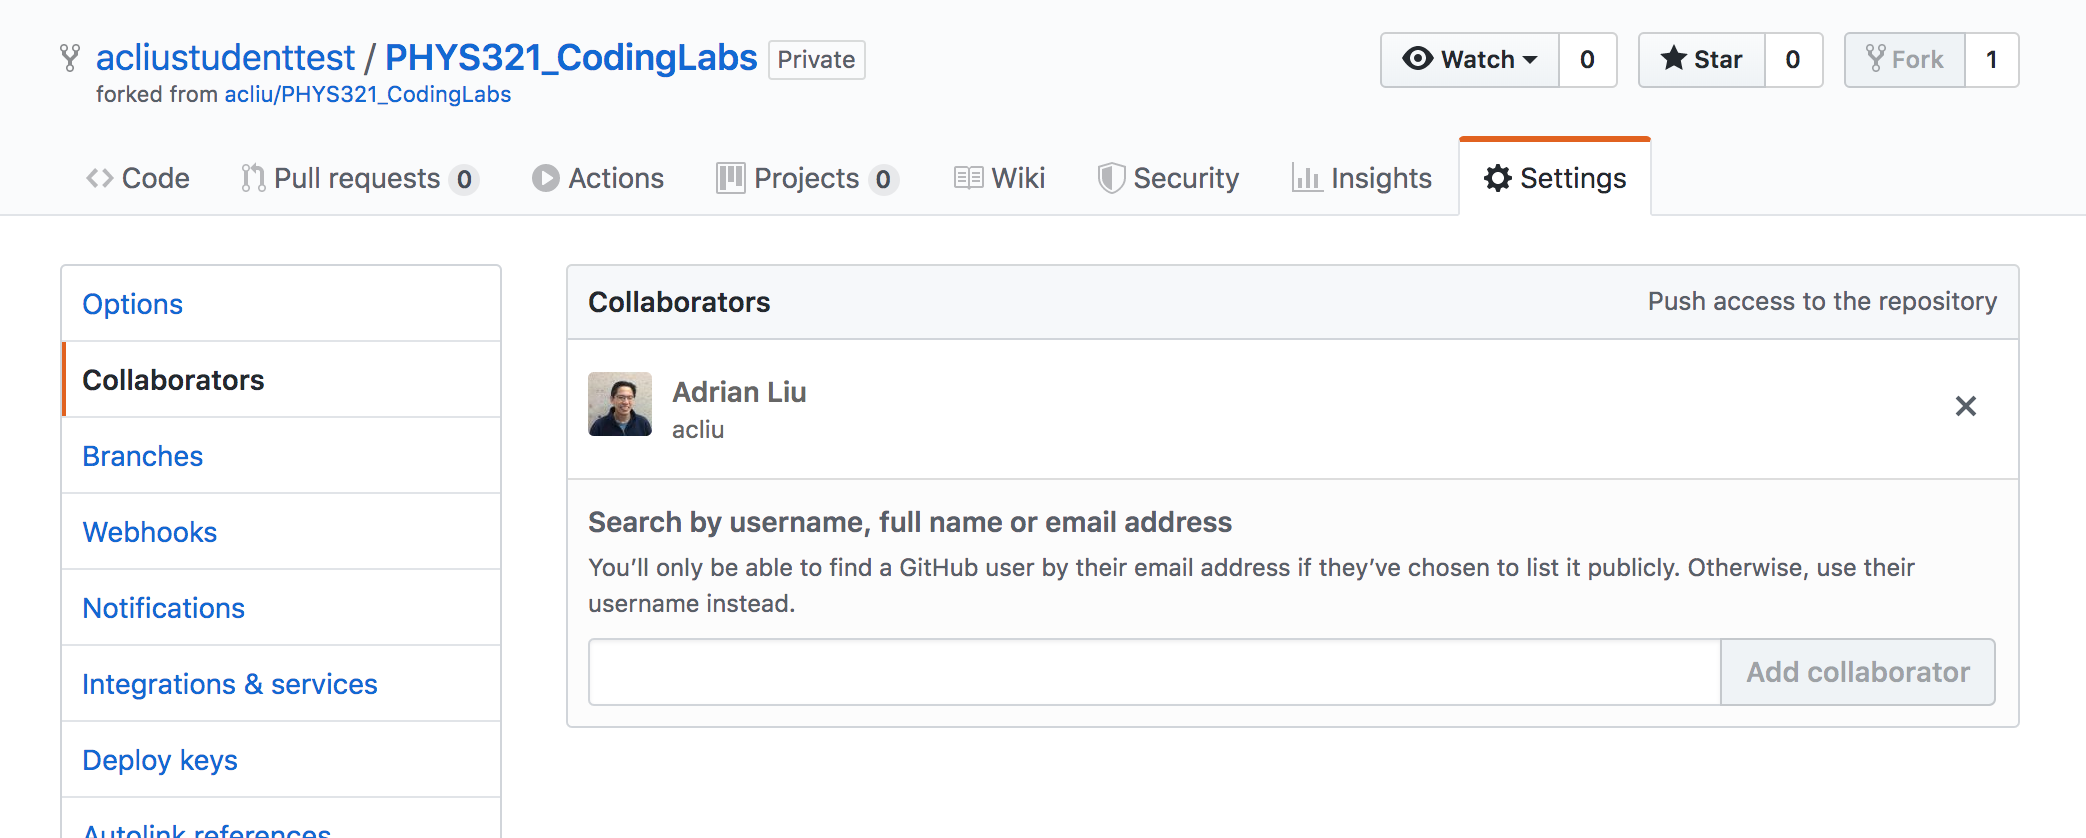 acliustudenttest / PHYS321_CodingLabs Private
Watch 0 Star 0 Fork 1
forked from acliu/PHYS321_CodingLabs
Code Pull requests 0 Actions Projects 0 Wiki Security Insights Settings
Options
Collaborators
Branches
Webhooks
Notifications
Integrations & services
Deploy keys
Autolink references
Collaborators Push access to the repository
Adrian Liu
acliu
Search by username, full name or email address
You’ll only be able to find a GitHub user by their email address if they’ve chosen to list it publicly. Otherwise, use their
username instead.
Add collaborator